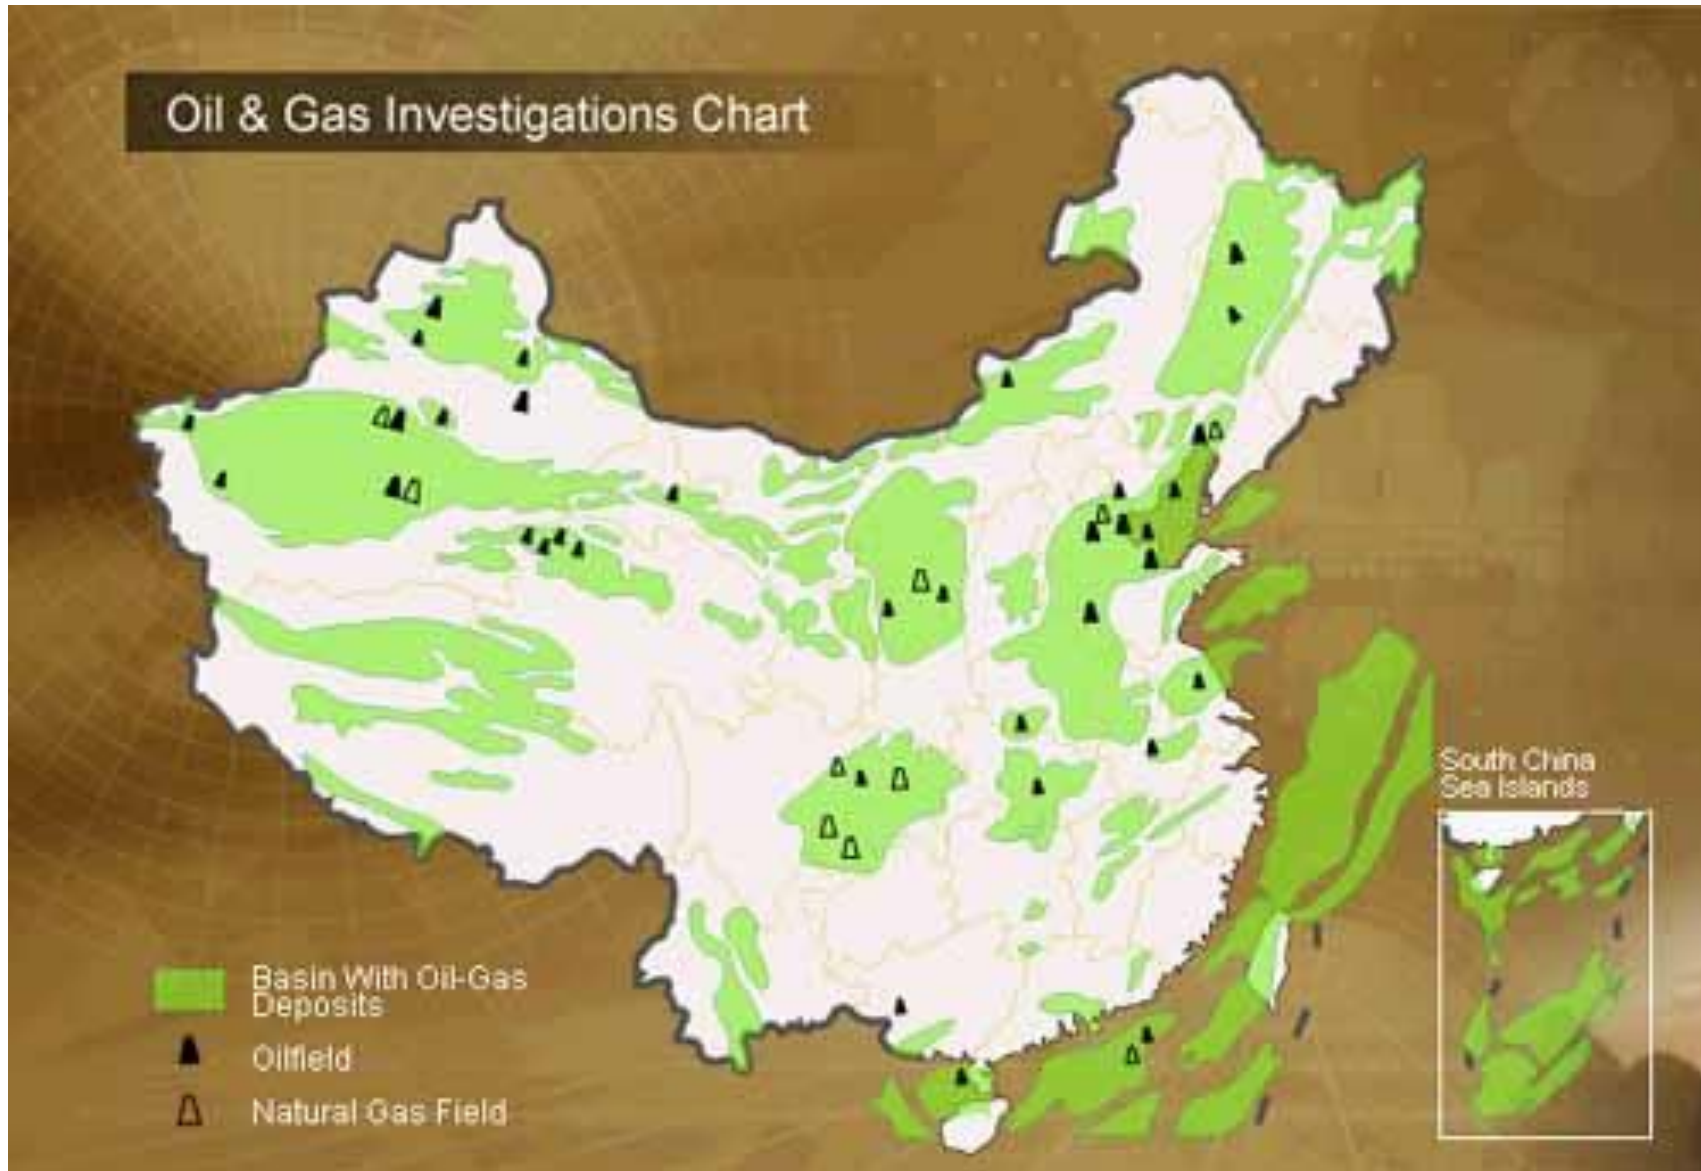 Oil & Gas Investigations Chart
South China
Sea Islands
Basin With Oil-Gas
Deposits
Oilfield
Natural Gas Field